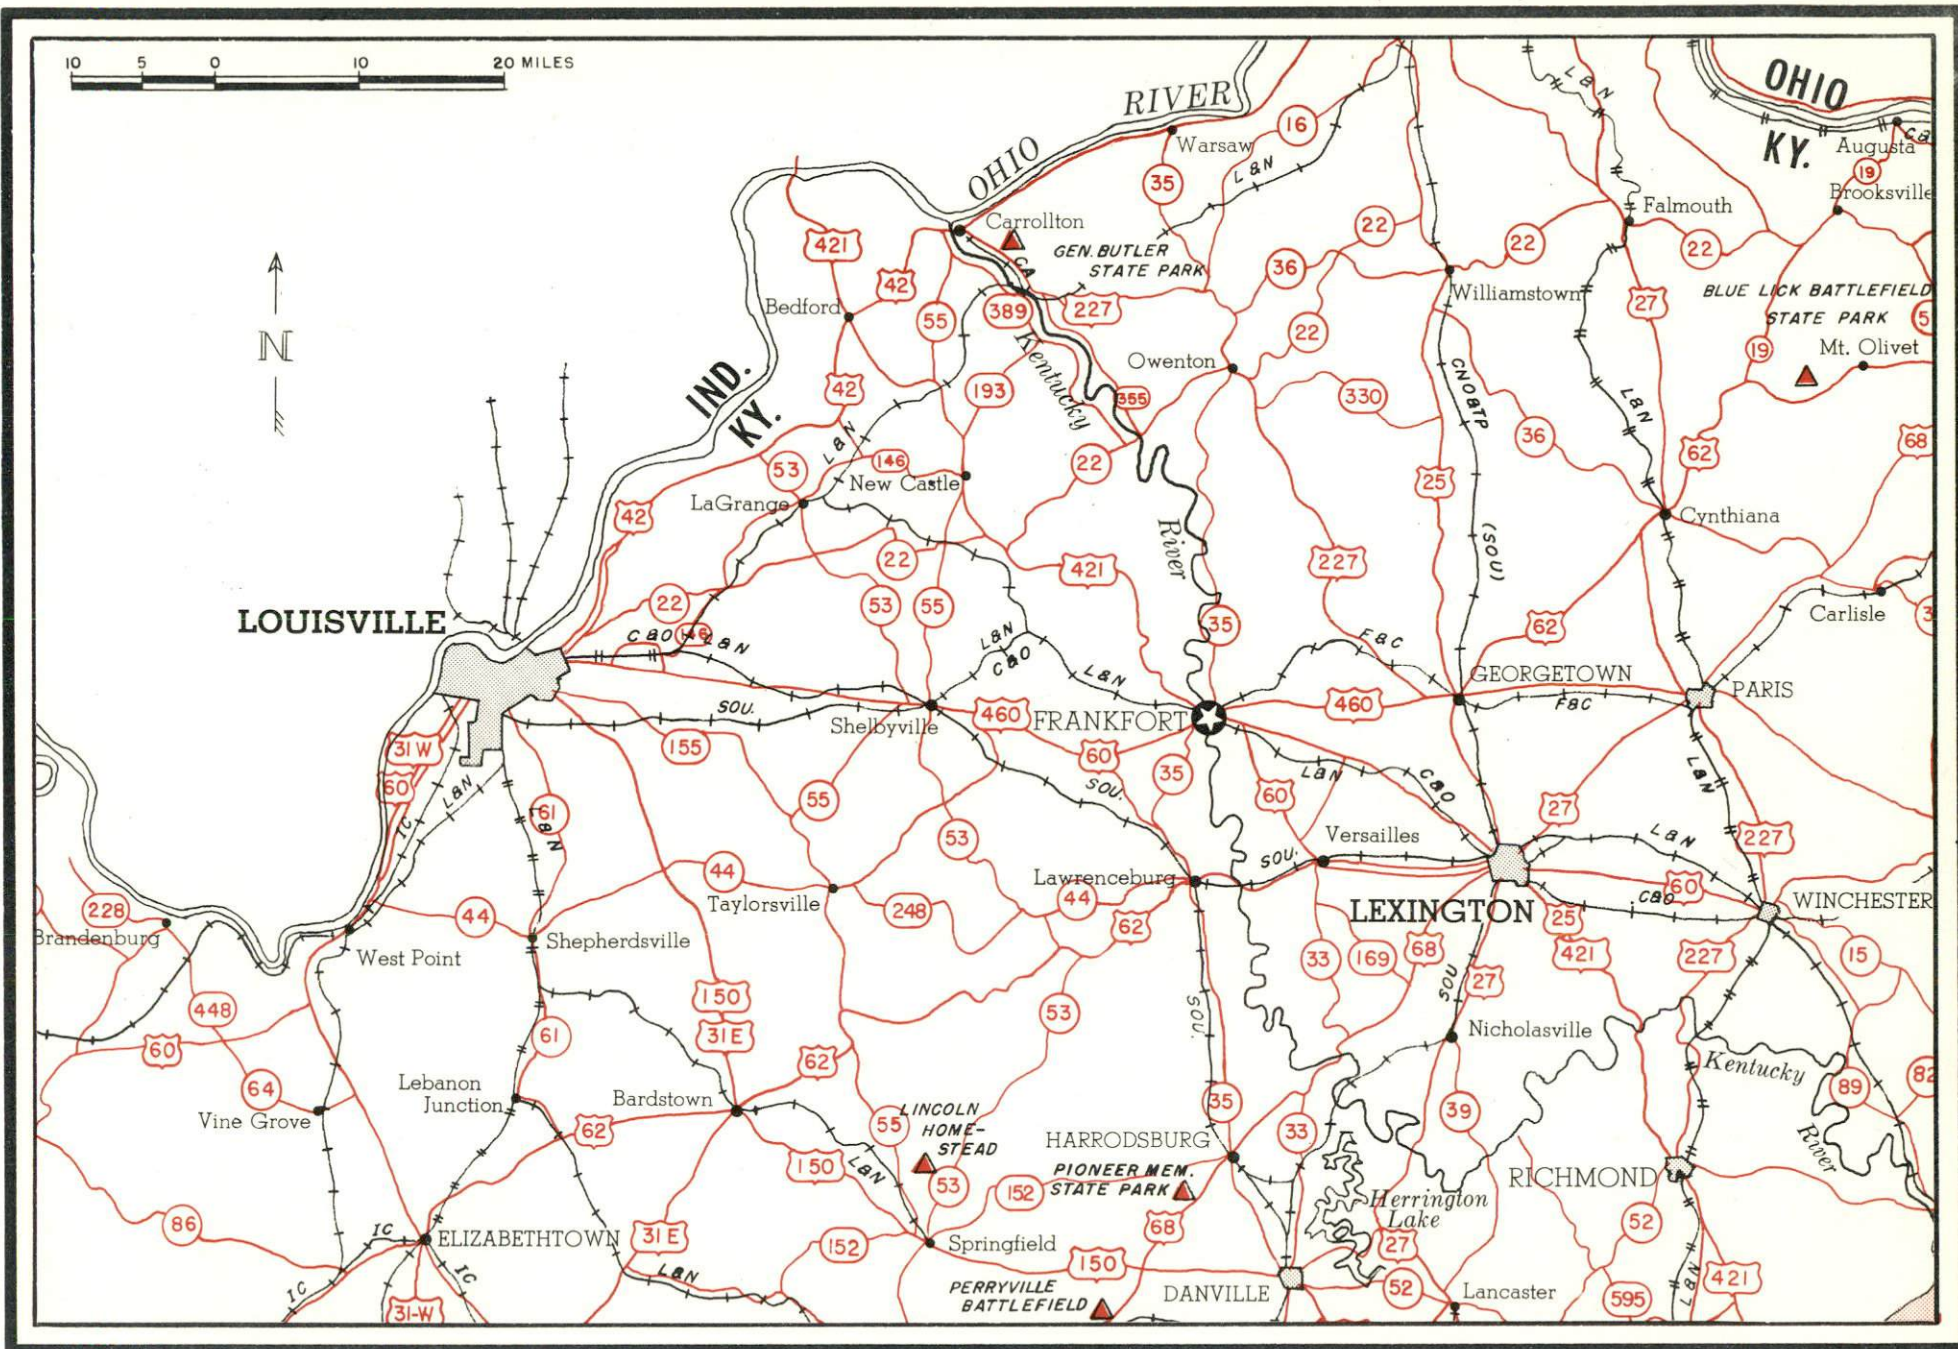 10 5 0 10 20 MILES
OHIO RIVER
OHIO
KY.
IND.
KY.
N
Warsaw
16
35
L&N
L&N
Augusta
C&O
19
Brooksville
Falmouth
22
22
22
Carrollton
GEN. BUTLER
STATE PARK
CA
421
42
36
Williamstown
27
BLUE LICK BATTLEFIELD
STATE PARK
Mt. Olivet
19
Bedford
55
389
227
22
Kentucky
Owenton
42
193
355
330
CNO&TP
L&N
36
62
68
L&N
53
146
New Castle
22
25
LaGrange
42
Cynthiana
River
(SOU)
22
421
227
LOUISVILLE
22
53
55
35
62
Carlisle
C&O
146
L&N
L&N
C&O
L&N
F&C
GEORGETOWN
PARIS
SOU.
Shelbyville
460
FRANKFORT
460
F&C
31W
155
60
35
60
L&N
C&O
L&N
60
L&N
IC
61
L&N
55
SOU.
53
27
227
Versailles
L&N
SOU.
44
Lawrenceburg
44
60
C&O
WINCHESTER
228
Brandenburg
44
Taylorsville
248
62
LEXINGTON
25
421
West Point
Shepherdsville
33
169
68
227
15
448
150
31E
53
SOU.
SOU
27
Nicholasville
60
61
62
Kentucky
River
64
Vine Grove
Lebanon
Junction
Bardstown
62
55
LINCOLN
HOME-
STEAD
35
33
39
89
82
HARRODSBURG
PIONEER MEM.
STATE PARK
150
L&N
53
152
RICHMOND
86
IC
ELIZABETHTOWN
31E
152
Springfield
68
Herrington
Lake
27
52
IC
IC
L&N
150
PERRYVILLE
BATTLEFIELD
DANVILLE
52
Lancaster
595
L&N
421
31-W